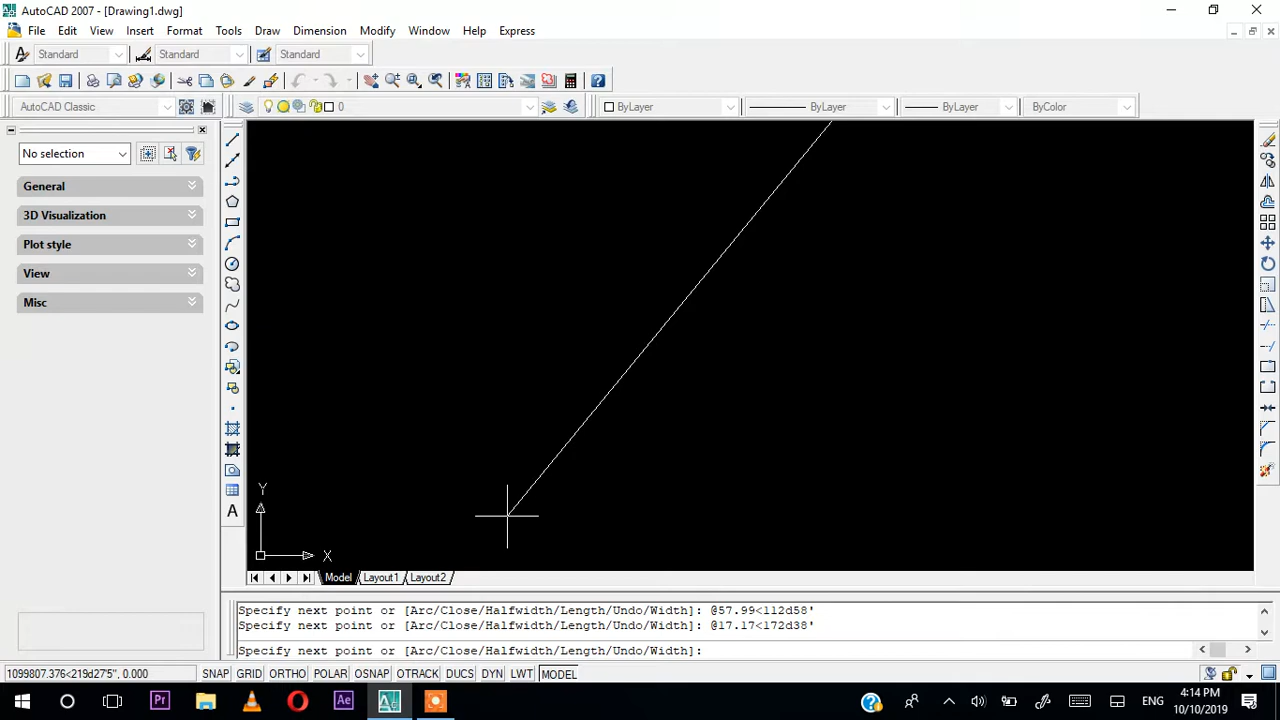 AutoCAD 2007 - [Drawing1.dwg]
File Edit View Insert Format Tools Draw Dimension Modify Window Help Express
Standard Standard Standard
AutoCAD Classic 0 ByLayer ByLayer ByLayer ByColor
No selection
General
3D Visualization
Plot style
View
Misc
A
Y
X
Model Layout1 Layout2
Specify next point or [Arc/Close/Halfwidth/Length/Undo/Width]: @57.99<112d58'
Specify next point or [Arc/Close/Halfwidth/Length/Undo/Width]: @17.17<172d38'
Specify next point or [Arc/Close/Halfwidth/Length/Undo/Width]:
1099807.376<219d27'5", 0.000 SNAP GRID ORTHO POLAR OSNAP OTRACK DUCS DYN LWT MODEL
Pr Ae ENG 4:14 PM
10/10/2019